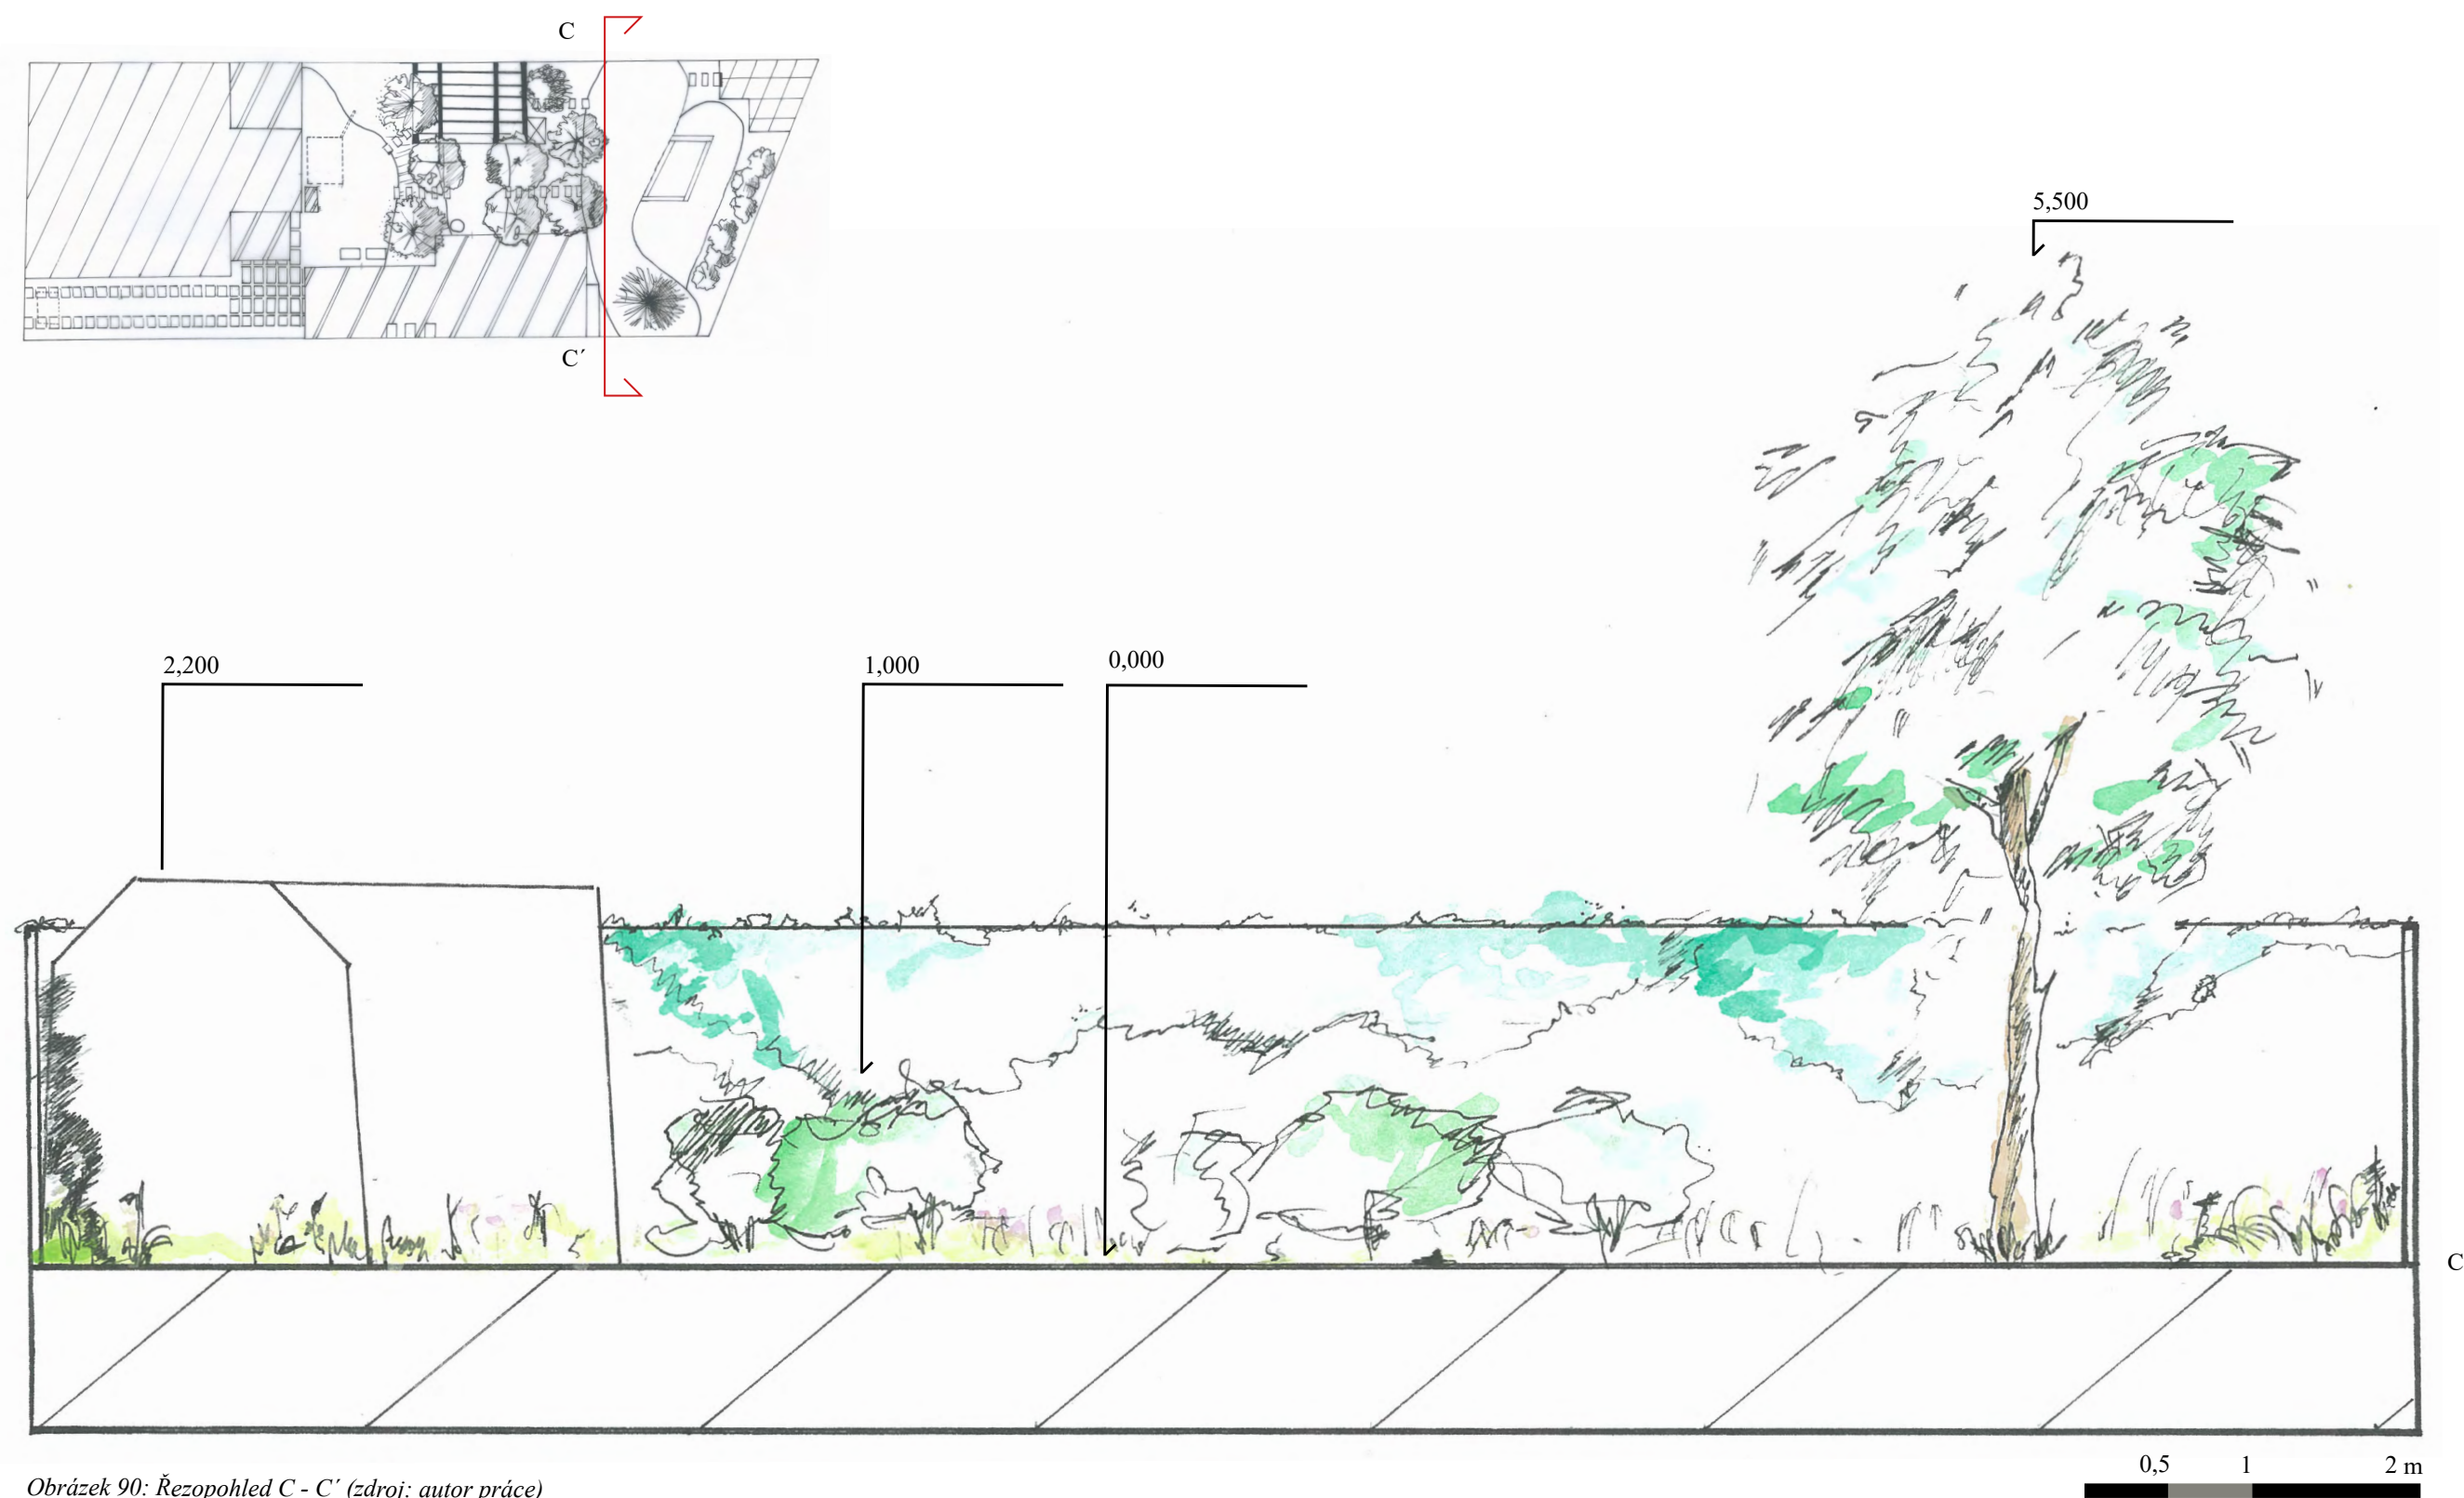 C
C´
5,500
2,200
1,000
0,000
C
0,5 1 2 m
Obrázek 90: Řezopohled C - C´ (zdroj: autor práce)